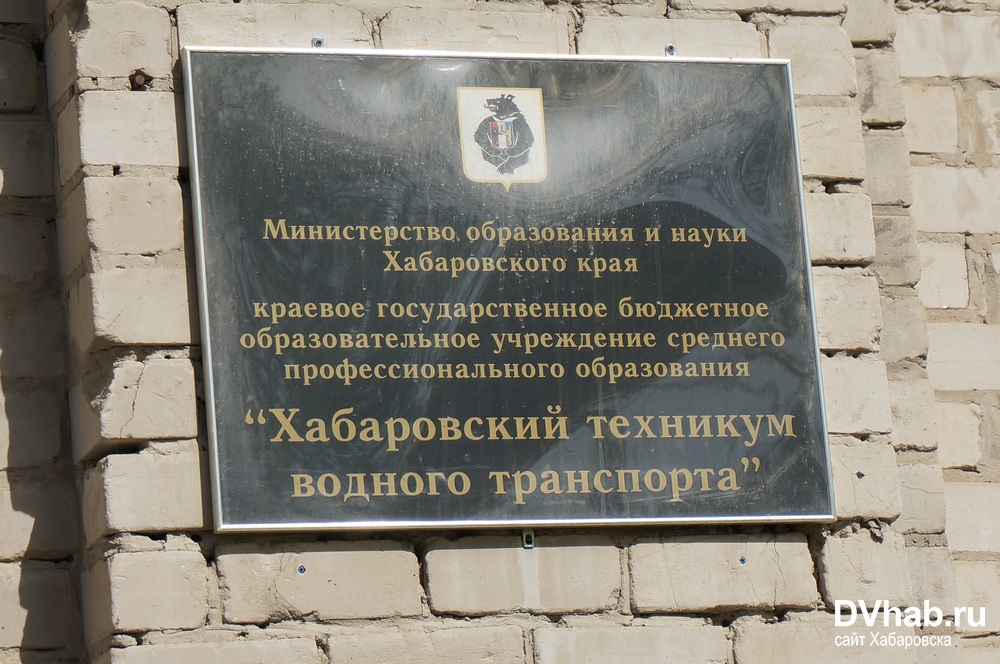 Министерство образования и науки
Хабаровского края
краевое государственное бюджетное
образовательное учреждение среднего
профессионального образования
“Хабаровский техникум
водного транспорта”
DVhab.ru
сайт Хабаровска